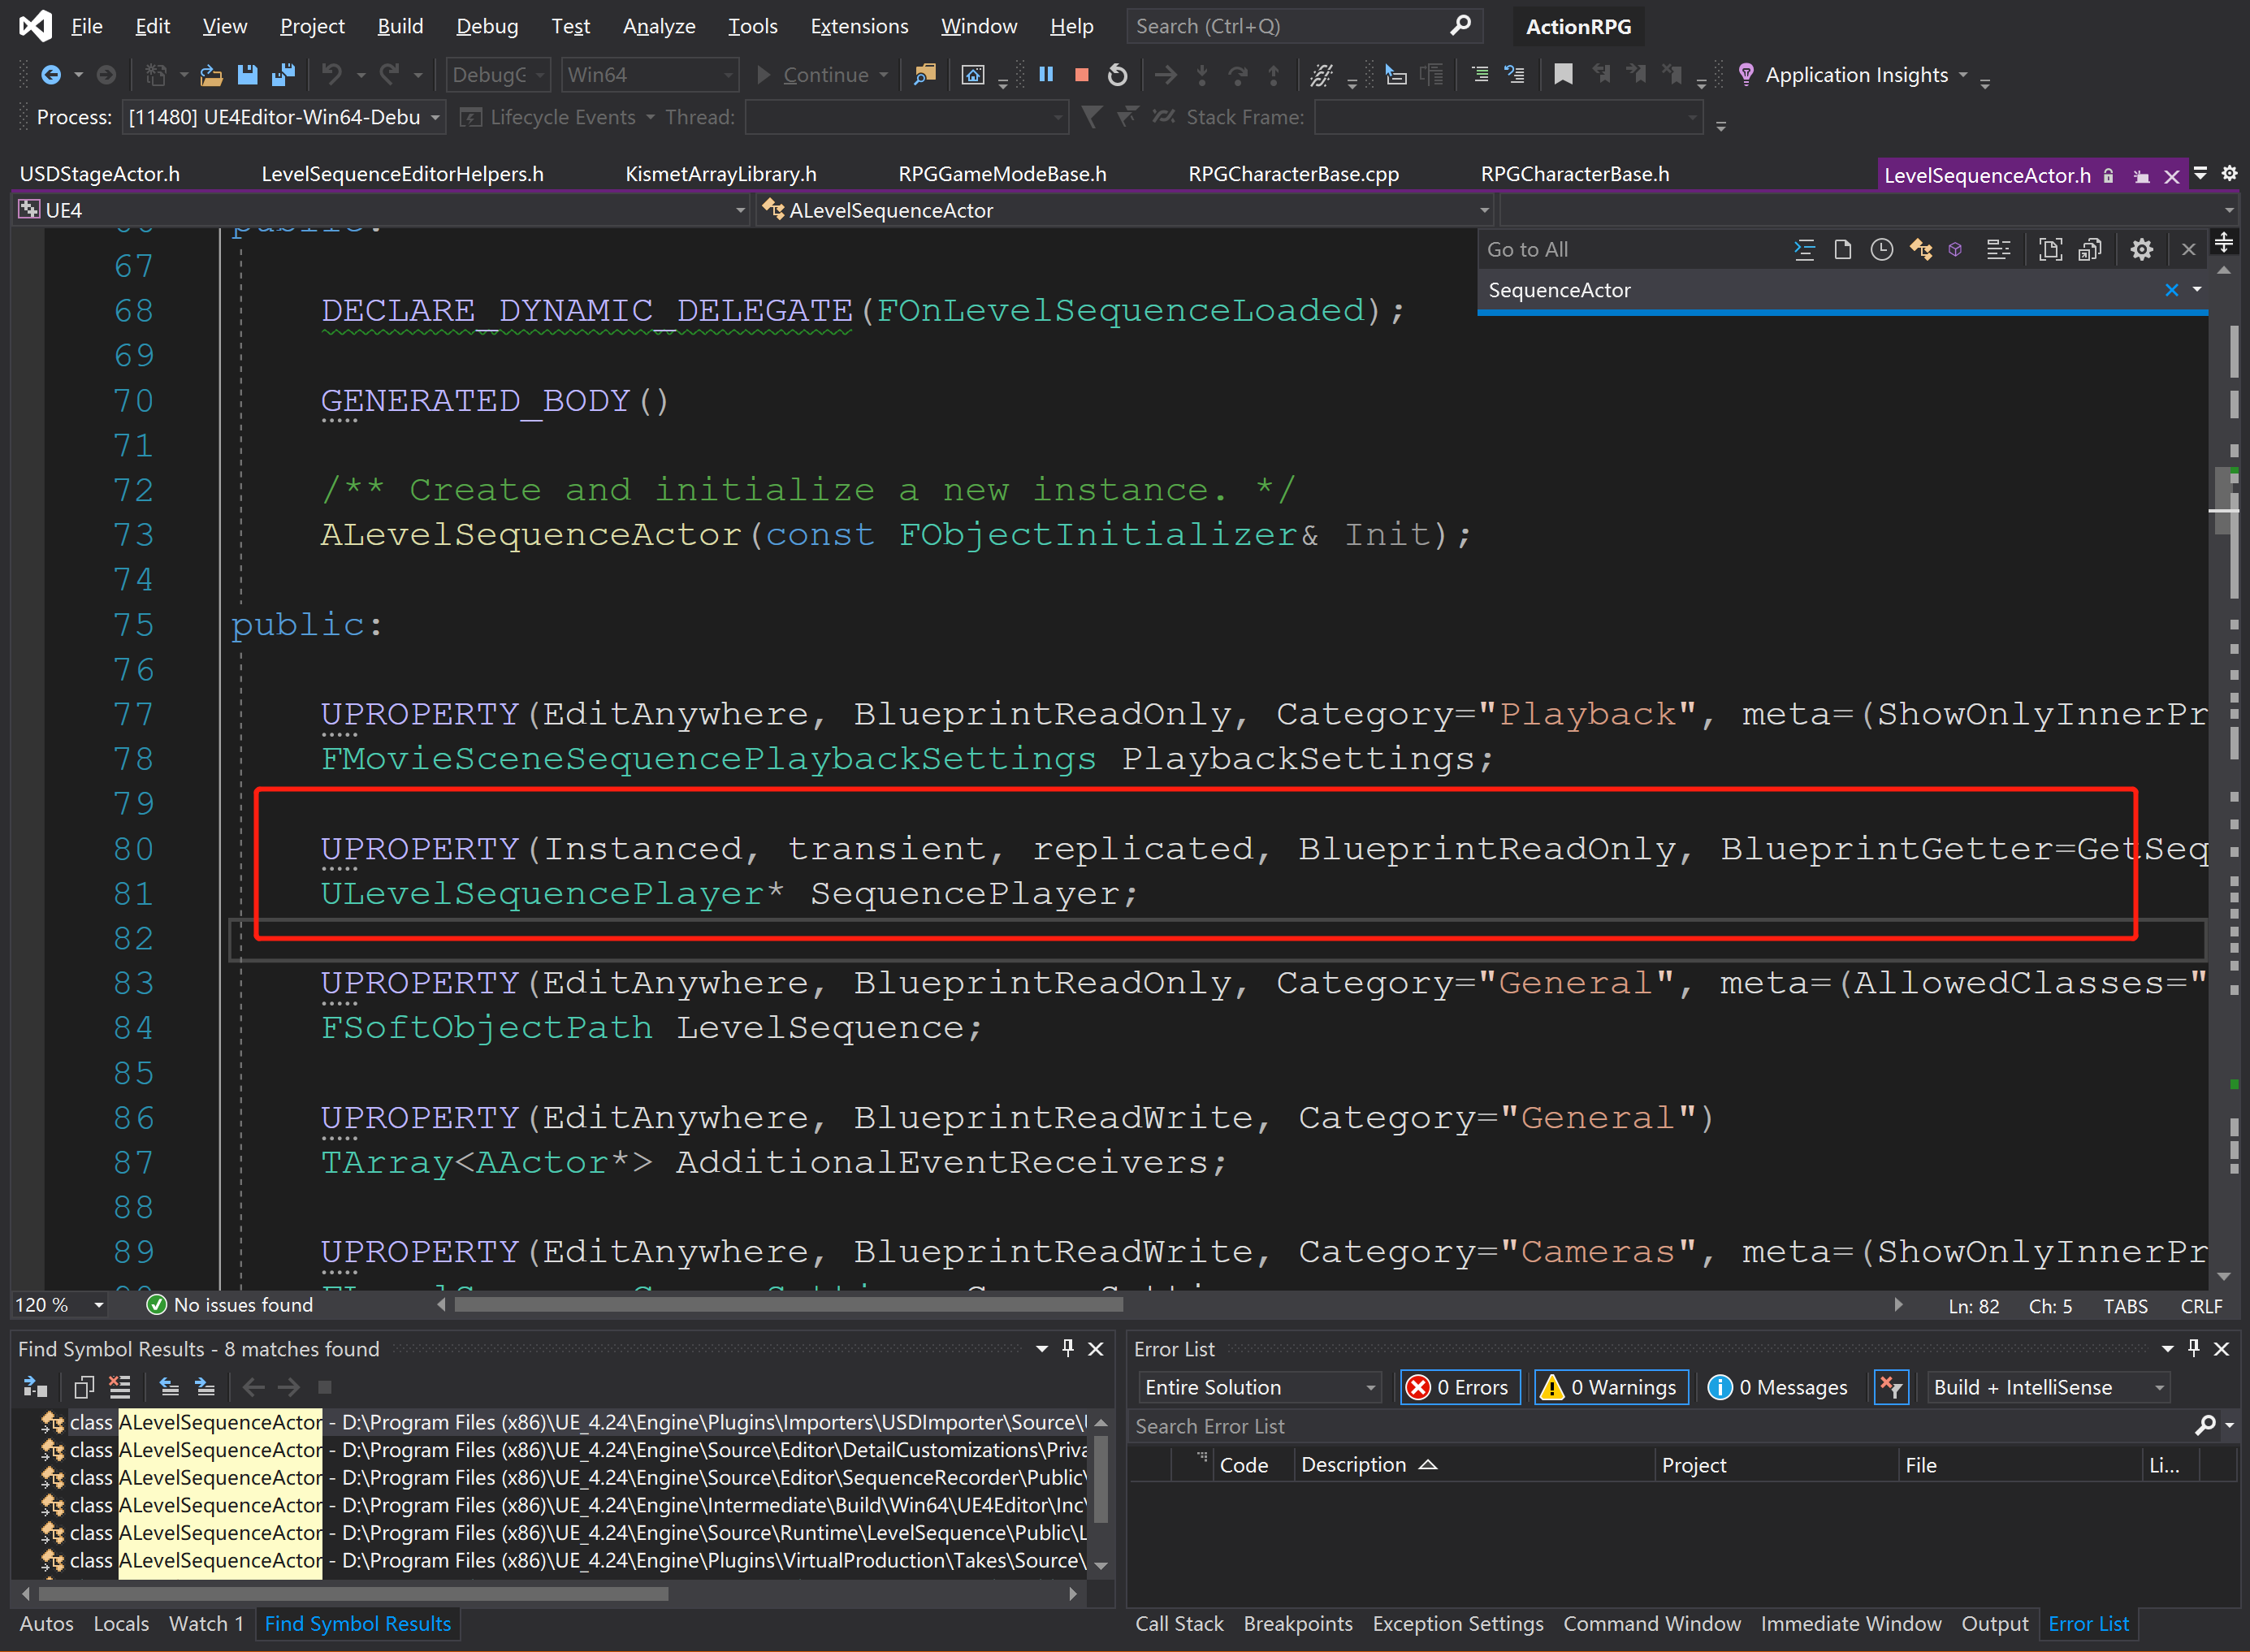 File Edit View Project Build Debug Test Analyze Tools Extensions Window Help Search (Ctrl+Q) ActionRPG
DebugG Win64 Continue Application Insights
Process: [11480] UE4Editor-Win64-Debu Lifecycle Events Thread: Stack Frame:
USDStageActor.h LevelSequenceEditorHelpers.h KismetArrayLibrary.h RPGGameModeBase.h RPGCharacterBase.cpp RPGCharacterBase.h LevelSequenceActor.h
UE4 ALevelSequenceActor
Go to All
SequenceActor
66 public:
67
68 DECLARE_DYNAMIC_DELEGATE(FOnLevelSequenceLoaded);
69
70 GENERATED_BODY()
71
72 /** Create and initialize a new instance. */
73 ALevelSequenceActor(const FObjectInitializer& Init);
74
75 public:
76
77 UPROPERTY(EditAnywhere, BlueprintReadOnly, Category="Playback", meta=(ShowOnlyInnerPr
78 FMovieSceneSequencePlaybackSettings PlaybackSettings;
79
80 UPROPERTY(Instanced, transient, replicated, BlueprintReadOnly, BlueprintGetter=GetSeq
81 ULevelSequencePlayer* SequencePlayer;
82
83 UPROPERTY(EditAnywhere, BlueprintReadOnly, Category="General", meta=(AllowedClasses="
84 FSoftObjectPath LevelSequence;
85
86 UPROPERTY(EditAnywhere, BlueprintReadWrite, Category="General")
87 TArray<AActor*> AdditionalEventReceivers;
88
89 UPROPERTY(EditAnywhere, BlueprintReadWrite, Category="Cameras", meta=(ShowOnlyInnerPr
120 % No issues found Ln: 82 Ch: 5 TABS CRLF
Find Symbol Results - 8 matches found
class ALevelSequenceActor - D:\Program Files (x86)\UE_4.24\Engine\Plugins\Importers\USDImporter\Source\
class ALevelSequenceActor - D:\Program Files (x86)\UE_4.24\Engine\Source\Editor\DetailCustomizations\Priva
class ALevelSequenceActor - D:\Program Files (x86)\UE_4.24\Engine\Source\Editor\SequenceRecorder\Public\
class ALevelSequenceActor - D:\Program Files (x86)\UE_4.24\Engine\Intermediate\Build\Win64\UE4Editor\Inc\
class ALevelSequenceActor - D:\Program Files (x86)\UE_4.24\Engine\Source\Runtime\LevelSequence\Public\L
class ALevelSequenceActor - D:\Program Files (x86)\UE_4.24\Engine\Plugins\VirtualProduction\Takes\Source\
Autos Locals Watch 1 Find Symbol Results
Error List
Entire Solution 0 Errors 0 Warnings 0 Messages Build + IntelliSense
Search Error List
Code Description Project File Li...
Call Stack Breakpoints Exception Settings Command Window Immediate Window Output Error List